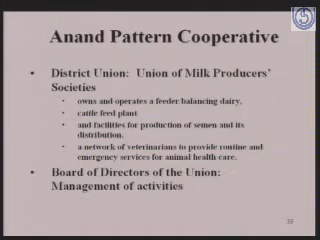 Anand Pattern Cooperative
• District Union: Union of Milk Producers'
Societies
• owns and operates a feeder/balancing dairy,
• cattle feed plant
• and facilities for production of semen and its
distribution.
• a network of veterinarians to provide routine and
emergency services for animal health care.
• Board of Directors of the Union:
Management of activities